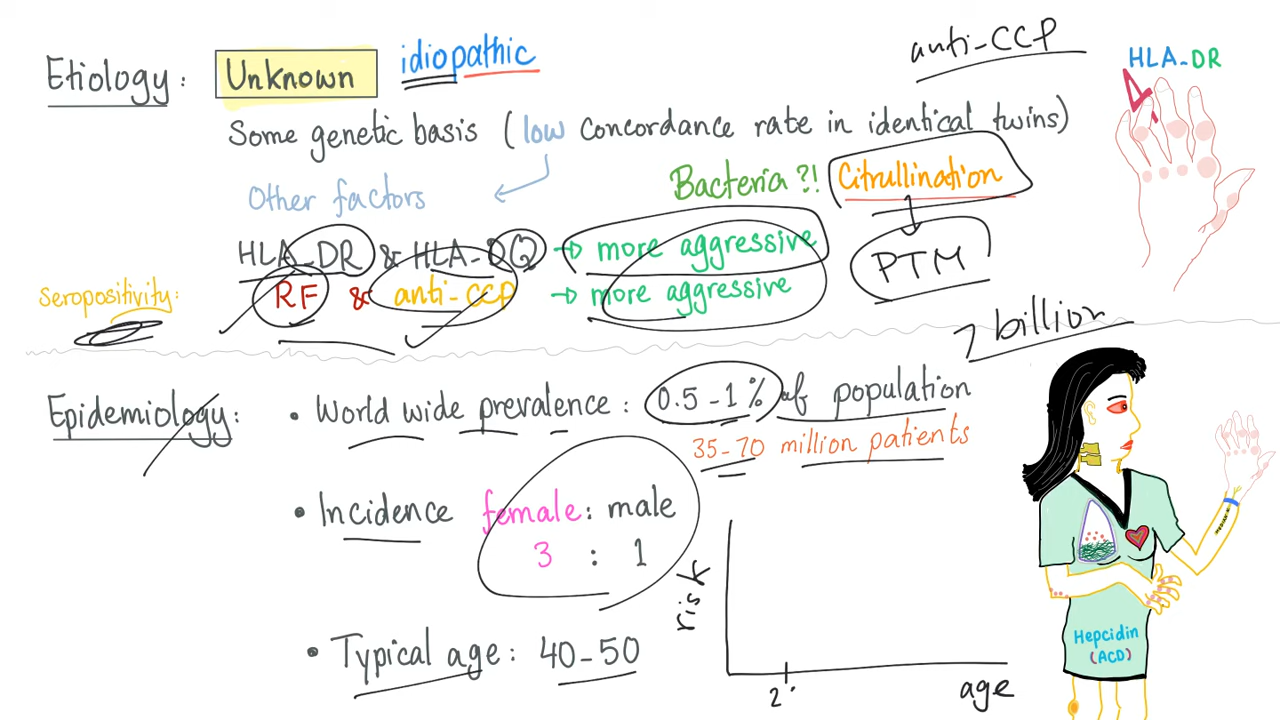 anti-CCP
Etiology: Unknown idiopathic
HLA-DR
4
Some genetic basis (low concordance rate in identical twins)
Other factors
Bacteria ?! Citrullination
HLA-DR & HLA-DQ → more aggressive
PTM
Seropositivity: RF & anti-CCP → more aggressive
7 billion
Epidemiology: • World wide prevalence: 0.5-1% of population
35-70 million patients
• Incidence female: male
3 : 1
risk
• Typical age: 40-50
2
age
Hepcidin
(ACD)